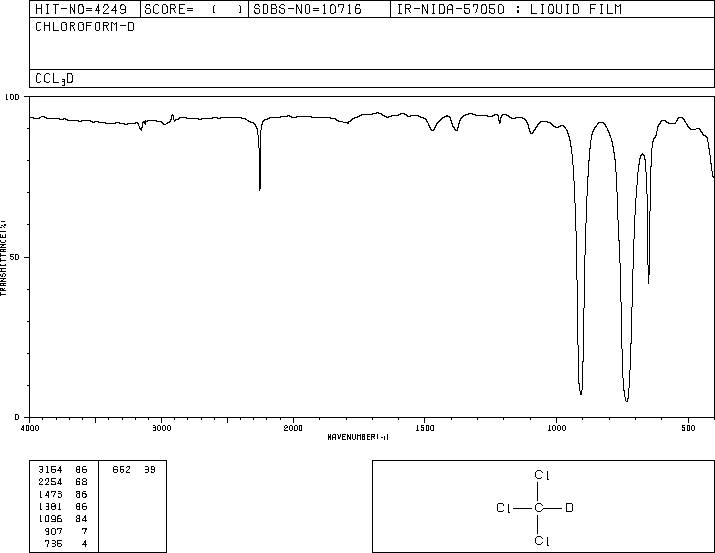 HIT-NO=4249 SCORE= ( ) SDBS-NO=10716 IR-NIDA-57050 : LIQUID FILM
CHLOROFORM-D
CCL3D
100
TRANSMITTANCE(%)
50
0
4000 3000 2000 1500 1000 500
WAVENUMBER(-1)
3154 86 652 39
2254 68
1473 86
1381 86
1096 84
907 7
736 4
Cl
Cl—C—D
Cl